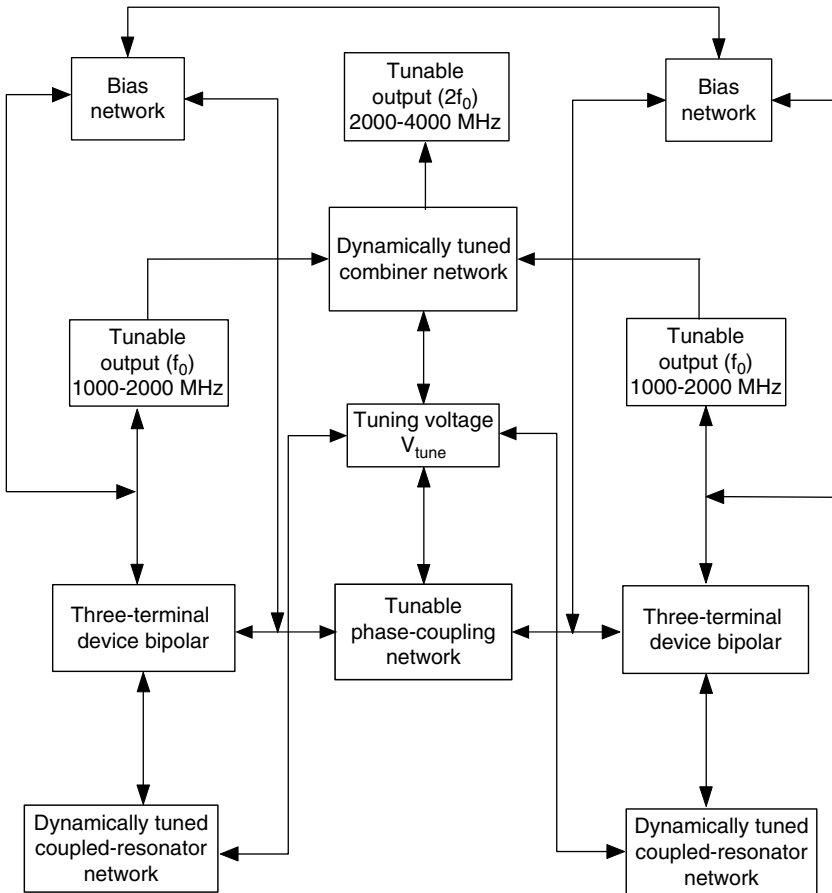 Bias
network
Tunable
output (2f₀)
2000-4000 MHz
Bias
network
Dynamically tuned
combiner network
Tunable
output (f₀)
1000-2000 MHz
Tunable
output (f₀)
1000-2000 MHz
Tuning voltage
Vtune
Three-terminal
device bipolar
Tunable
phase-coupling
network
Three-terminal
device bipolar
Dynamically tuned
coupled-resonator
network
Dynamically tuned
coupled-resonator
network